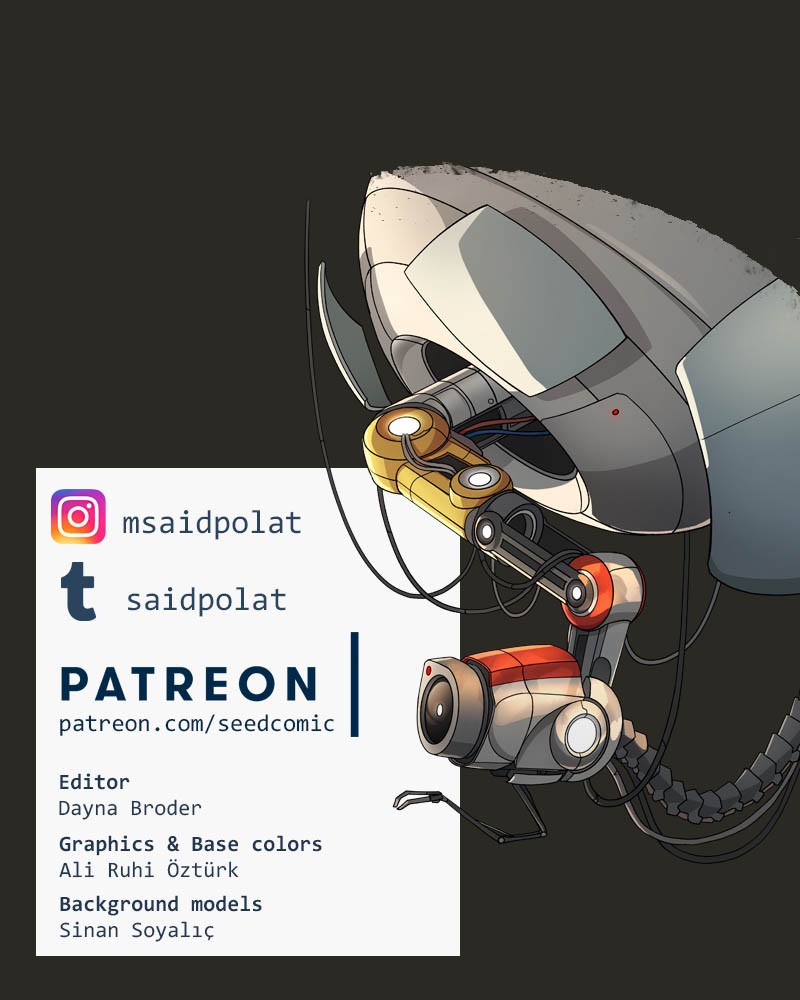 msaidpolat
t saidpolat
PATREON
patreon.com/seedcomic
Editor
Dayna Broder
Graphics & Base colors
Ali Ruhi Öztürk
Background models
Sinan Soyalıç